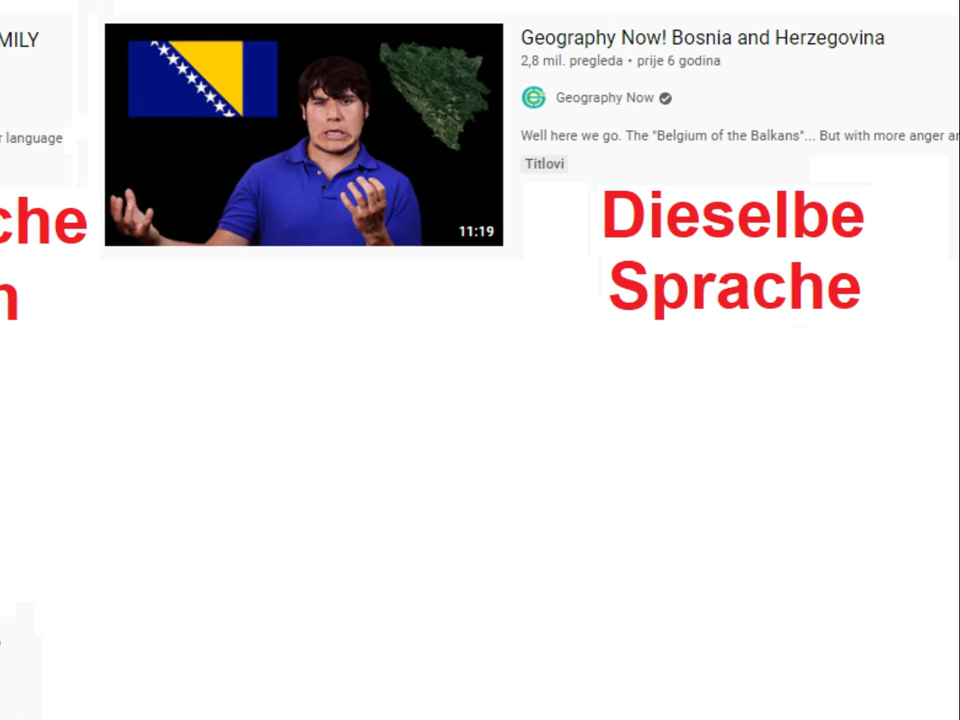 MILY
r language
che
n
11:19
Geography Now! Bosnia and Herzegovina
2,8 mil. pregleda • prije 6 godina
Geography Now
Well here we go. The "Belgium of the Balkans"... But with more anger ar
Titlovi
Dieselbe
Sprache